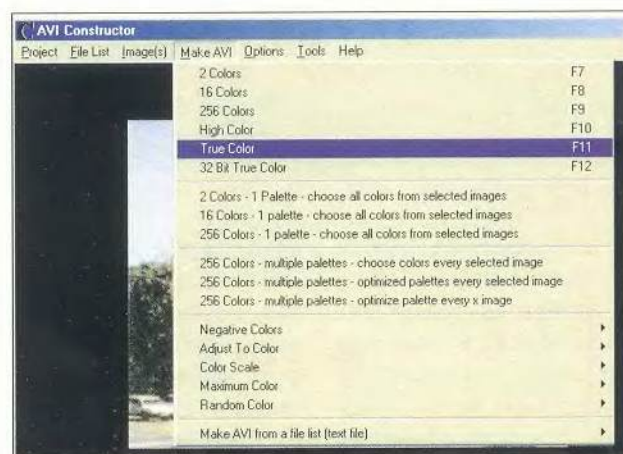 AVI Constructor
Project File List Image(s) Make AVI Options Tools Help
2 Colors F7
16 Colors F8
256 Colors F9
High Color F10
True Color F11
32 Bit True Color F12
2 Colors - 1 Palette - choose all colors from selected images
16 Colors - 1 palette - choose all colors from selected images
256 Colors - 1 palette - choose all colors from selected images
256 Colors - multiple palettes - choose colors every selected image
256 Colors - multiple palettes - optimized palettes every selected image
256 Colors - multiple palettes - optimize palette every x image
Negative Colors
Adjust To Color
Color Scale
Maximum Color
Random Color
Make AVI from a file list (text file)